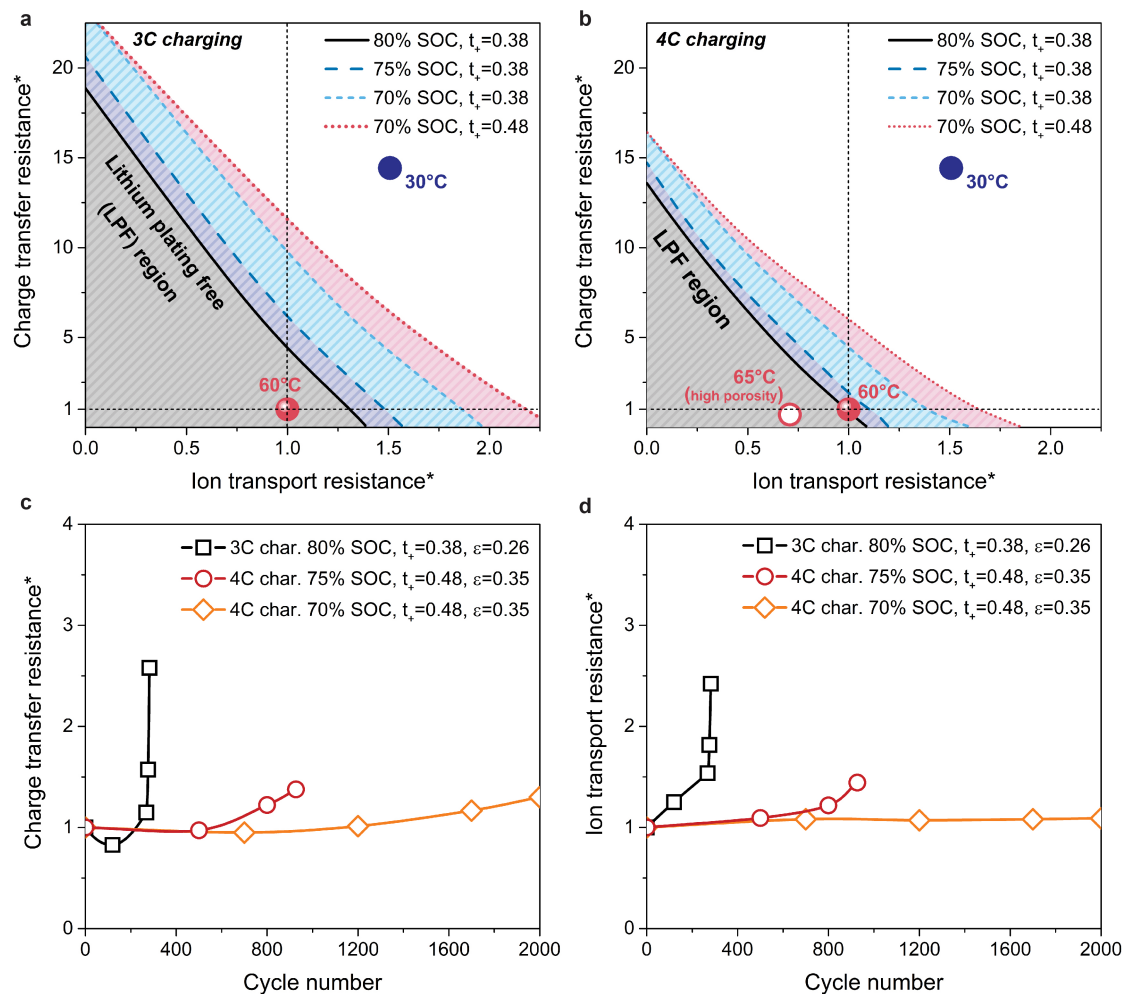 a
3C charging
80% SOC, t+=0.38
75% SOC, t+=0.38
70% SOC, t+=0.38
70% SOC, t+=0.48
30°C
Lithium plating free
(LPF) region
60°C
20
15
10
5
1
0.0
0.5
1.0
1.5
2.0
Charge transfer resistance*
Ion transport resistance*
b
4C charging
80% SOC, t+=0.38
75% SOC, t+=0.38
70% SOC, t+=0.38
70% SOC, t+=0.48
30°C
LPF region
65°C
(high porosity)
60°C
20
15
10
5
1
0.0
0.5
1.0
1.5
2.0
Charge transfer resistance*
Ion transport resistance*
c
3C char. 80% SOC, t+=0.38, ε=0.26
4C char. 75% SOC, t+=0.48, ε=0.35
4C char. 70% SOC, t+=0.48, ε=0.35
4
3
2
1
0
0
400
800
1200
1600
2000
Charge transfer resistance*
Cycle number
d
3C char. 80% SOC, t+=0.38, ε=0.26
4C char. 75% SOC, t+=0.48, ε=0.35
4C char. 70% SOC, t+=0.48, ε=0.35
4
3
2
1
0
0
400
800
1200
1600
2000
Ion transport resistance*
Cycle number